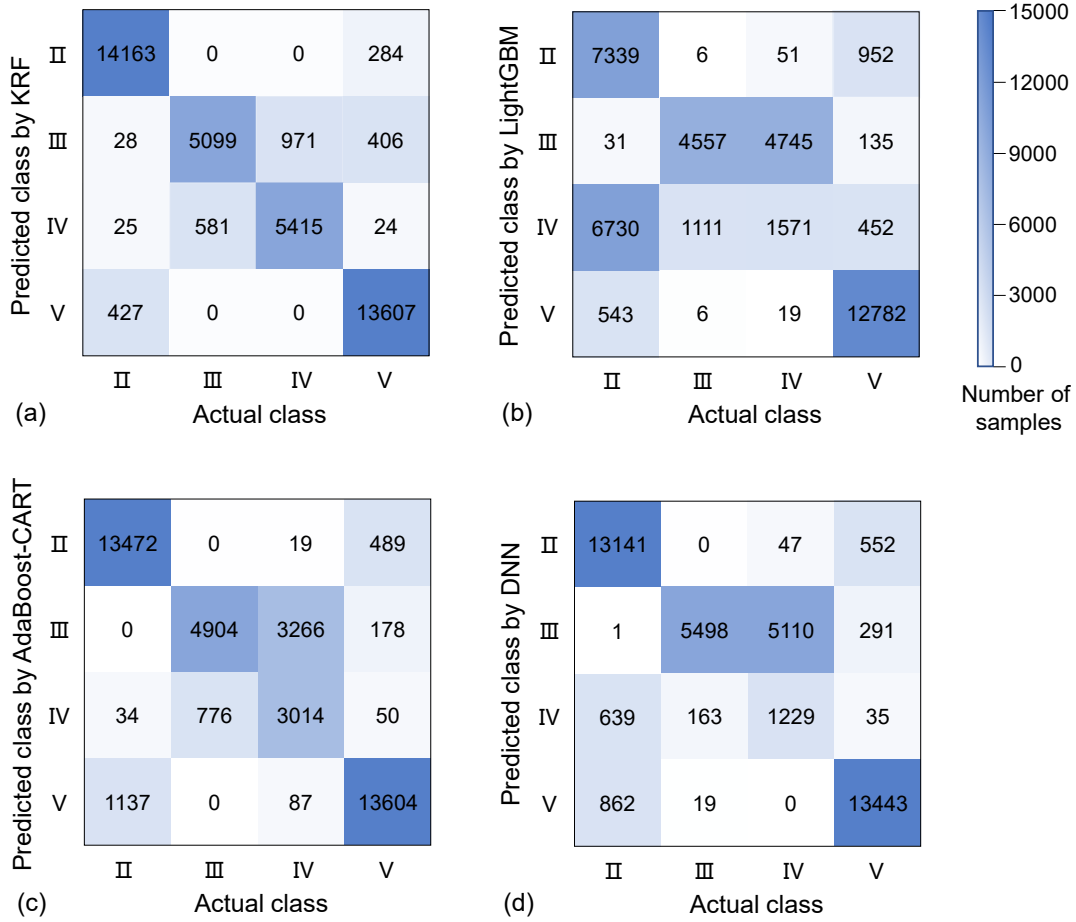 Predicted class by KRF
Ⅱ 14163 0 0 284
Ⅲ 28 5099 971 406
Ⅳ 25 581 5415 24
Ⅴ 427 0 0 13607
Ⅱ Ⅲ Ⅳ Ⅴ
(a) Actual class
Predicted class by LightGBM
Ⅱ 7339 6 51 952
Ⅲ 31 4557 4745 135
Ⅳ 6730 1111 1571 452
Ⅴ 543 6 19 12782
Ⅱ Ⅲ Ⅳ Ⅴ
(b) Actual class
15000
12000
9000
6000
3000
0
Number of
samples
Predicted class by AdaBoost-CART
Ⅱ 13472 0 19 489
Ⅲ 0 4904 3266 178
Ⅳ 34 776 3014 50
Ⅴ 1137 0 87 13604
Ⅱ Ⅲ Ⅳ Ⅴ
(c) Actual class
Predicted class by DNN
Ⅱ 13141 0 47 552
Ⅲ 1 5498 5110 291
Ⅳ 639 163 1229 35
Ⅴ 862 19 0 13443
Ⅱ Ⅲ Ⅳ Ⅴ
(d) Actual class